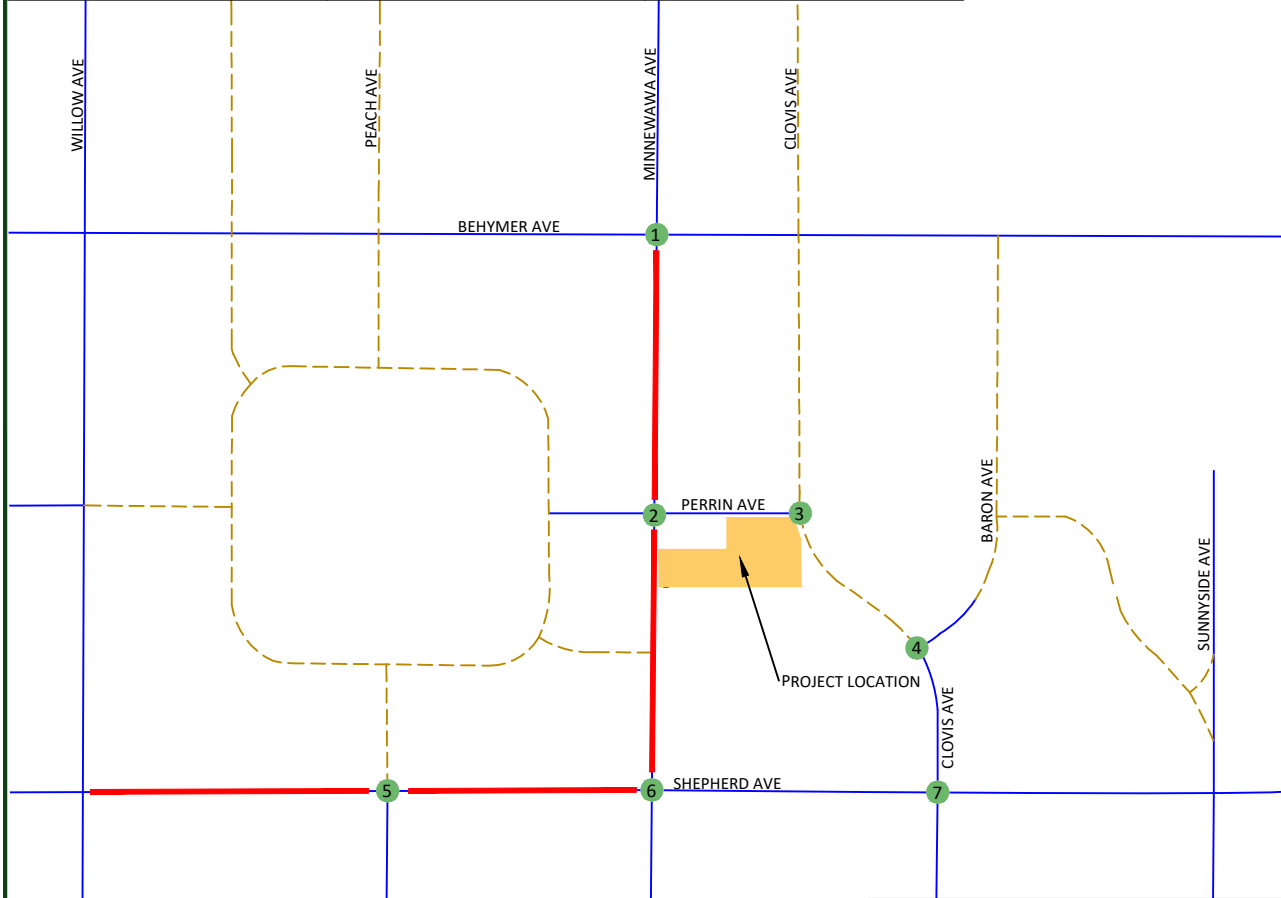 WILLOW AVE
PEACH AVE
MINNEWAWA AVE
CLOVIS AVE
BEHYMER AVE
1
PERRIN AVE
2
3
BARON AVE
SUNNYSIDE AVE
4
PROJECT LOCATION
CLOVIS AVE
5
6
SHEPHERD AVE
7